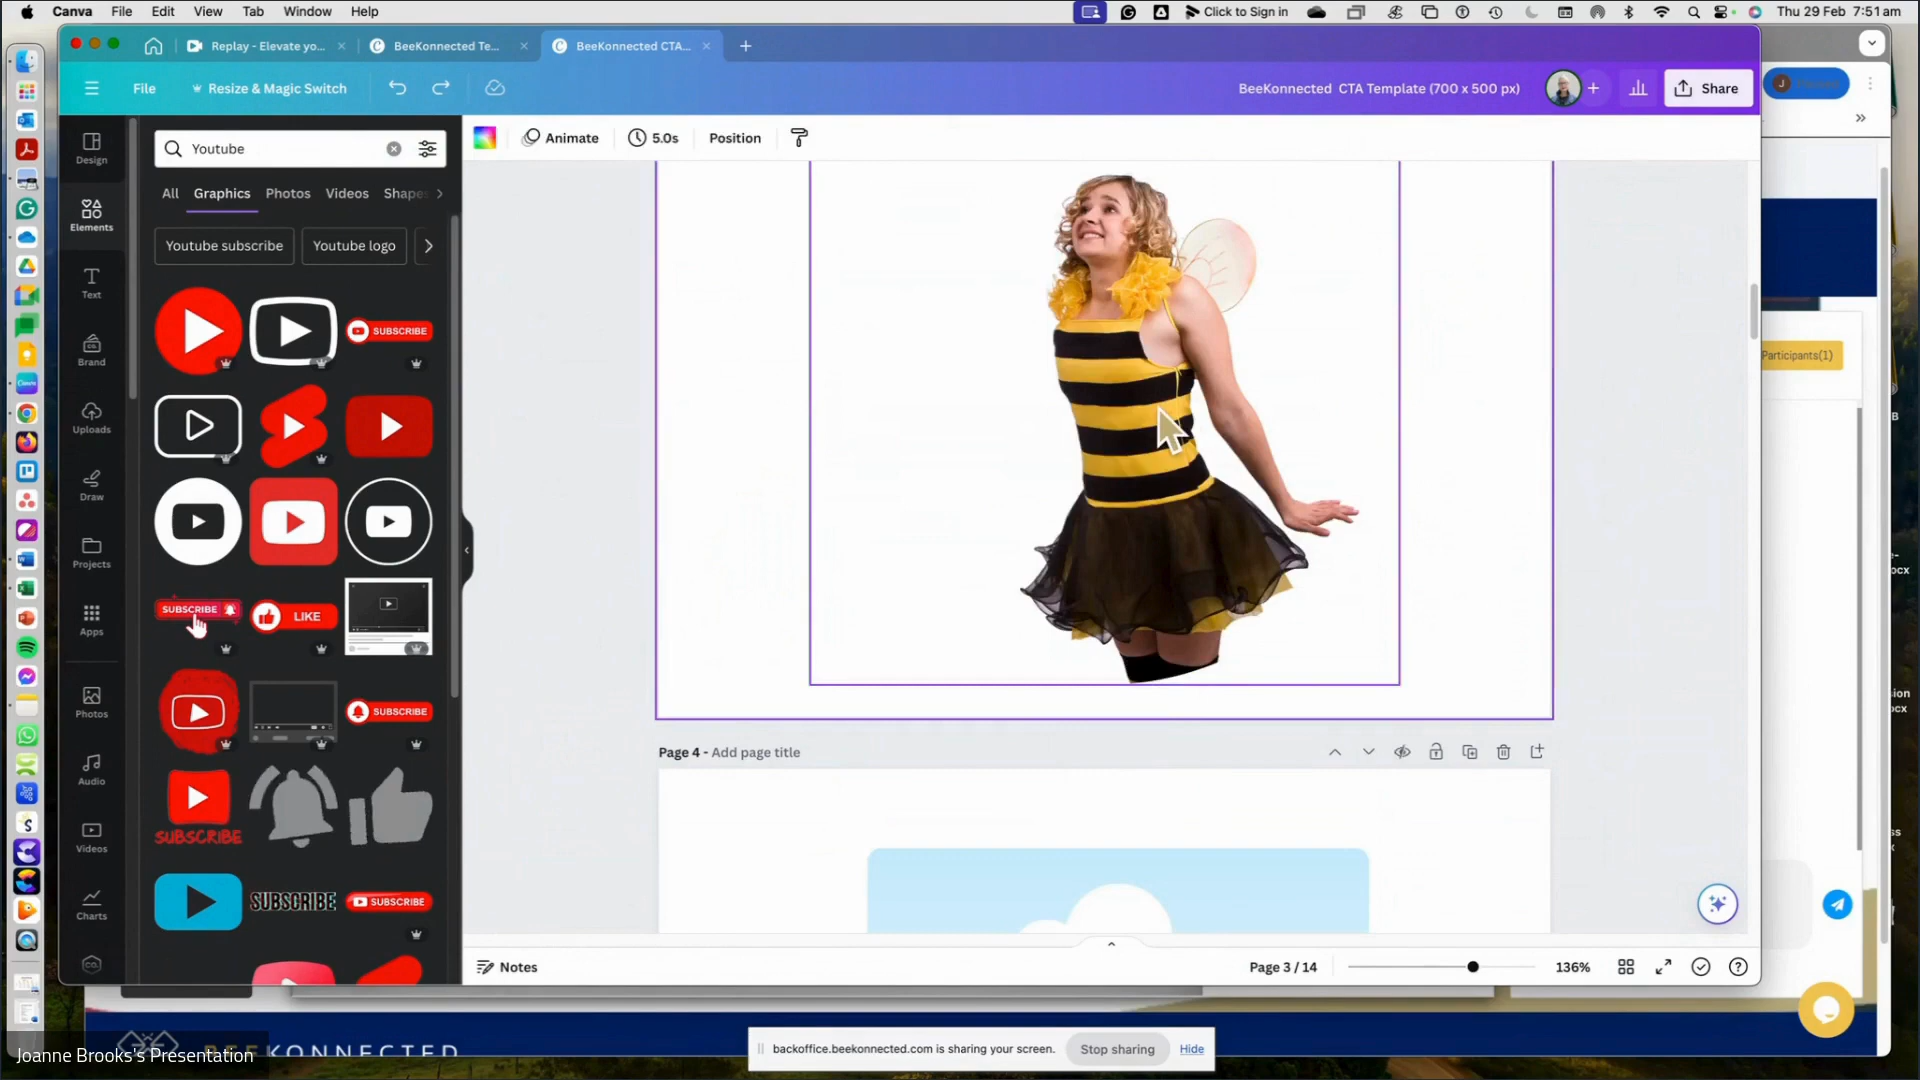 Canva File Edit View Tab Window Help
Click to Sign in
Thu 29 Feb 7:51am
Replay - Elevate yo...
BeeKonnected Te...
BeeKonnected CTA...
File
Resize & Magic Switch
BeeKonnected CTA Template (700 x 500 px)
Share
J
Design
Elements
Text
Brand
Uploads
Draw
Projects
Apps
Photos
Audio
Videos
Charts
Youtube
All Graphics Photos Videos Shapes
Youtube subscribe
Youtube logo
SUBSCRIBE
SUBSCRIBE
LIKE
SUBSCRIBE
SUBSCRIBE
SUBSCRIBE
SUBSCRIBE
Animate
5.0s
Position
Page 4 - Add page title
Notes
Page 3 / 14
136%
Participants(1)
BEEKONNECTED
Joanne Brooks's Presentation
backoffice.beekonnected.com is sharing your screen.
Stop sharing
Hide